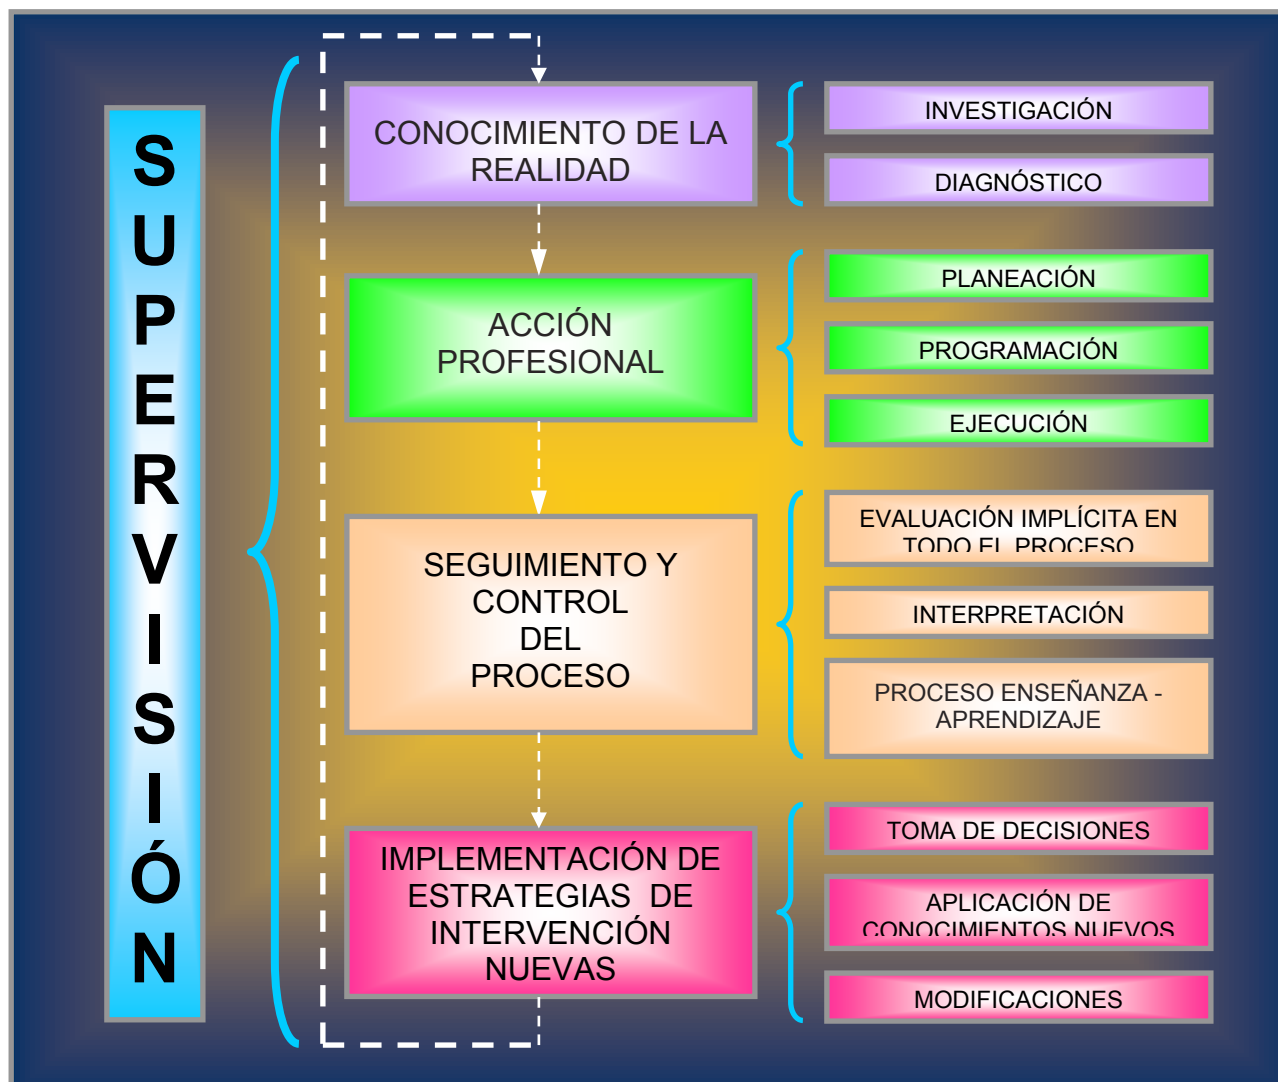 SUPERVISIÓN
CONOCIMIENTO DE LA
REALIDAD
INVESTIGACIÓN
DIAGNÓSTICO
ACCIÓN
PROFESIONAL
PLANEACIÓN
PROGRAMACIÓN
EJECUCIÓN
SEGUIMIENTO Y
CONTROL
DEL
PROCESO
EVALUACIÓN IMPLÍCITA EN
TODO EL PROCESO
INTERPRETACIÓN
PROCESO ENSEÑANZA -
APRENDIZAJE
IMPLEMENTACIÓN DE
ESTRATEGIAS DE
INTERVENCIÓN
NUEVAS
TOMA DE DECISIONES
APLICACIÓN DE
CONOCIMIENTOS NUEVOS
MODIFICACIONES